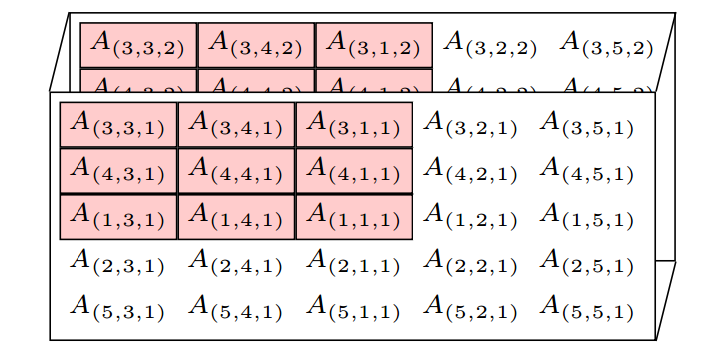 A(3,3,2) A(3,4,2) A(3,1,2) A(3,2,2) A(3,5,2)
A(3,3,1) A(3,4,1) A(3,1,1) A(3,2,1) A(3,5,1)
A(4,3,1) A(4,4,1) A(4,1,1) A(4,2,1) A(4,5,1)
A(1,3,1) A(1,4,1) A(1,1,1) A(1,2,1) A(1,5,1)
A(2,3,1) A(2,4,1) A(2,1,1) A(2,2,1) A(2,5,1)
A(5,3,1) A(5,4,1) A(5,1,1) A(5,2,1) A(5,5,1)